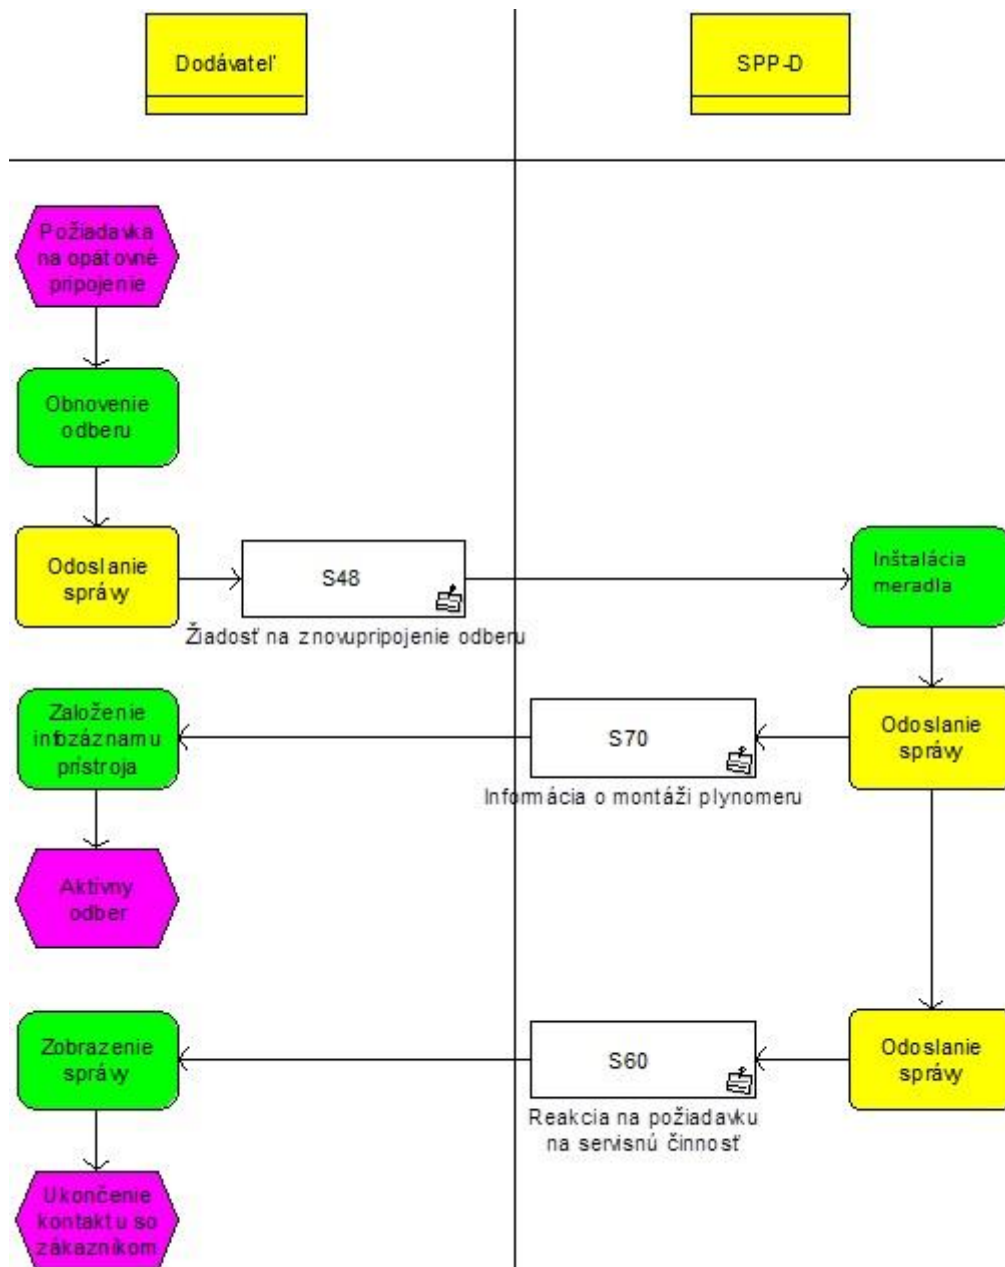 Dodávateľ
SPP-D
Požiadavka
na opätovné
pripojenie
Obnovenie
odberu
Odoslanie
správy
S48
Žiadosť na znovupripojenie odberu
Inštalácia
meradla
Založenie
infozáznamu
prístroja
S70
Informácia o montáži plynomeru
Odoslanie
správy
Aktívny
odber
Zobrazenie
správy
S60
Reakcia na požiadavku
na servisnú činnosť
Odoslanie
správy
Ukončenie
kontaktu so
zákazníkom